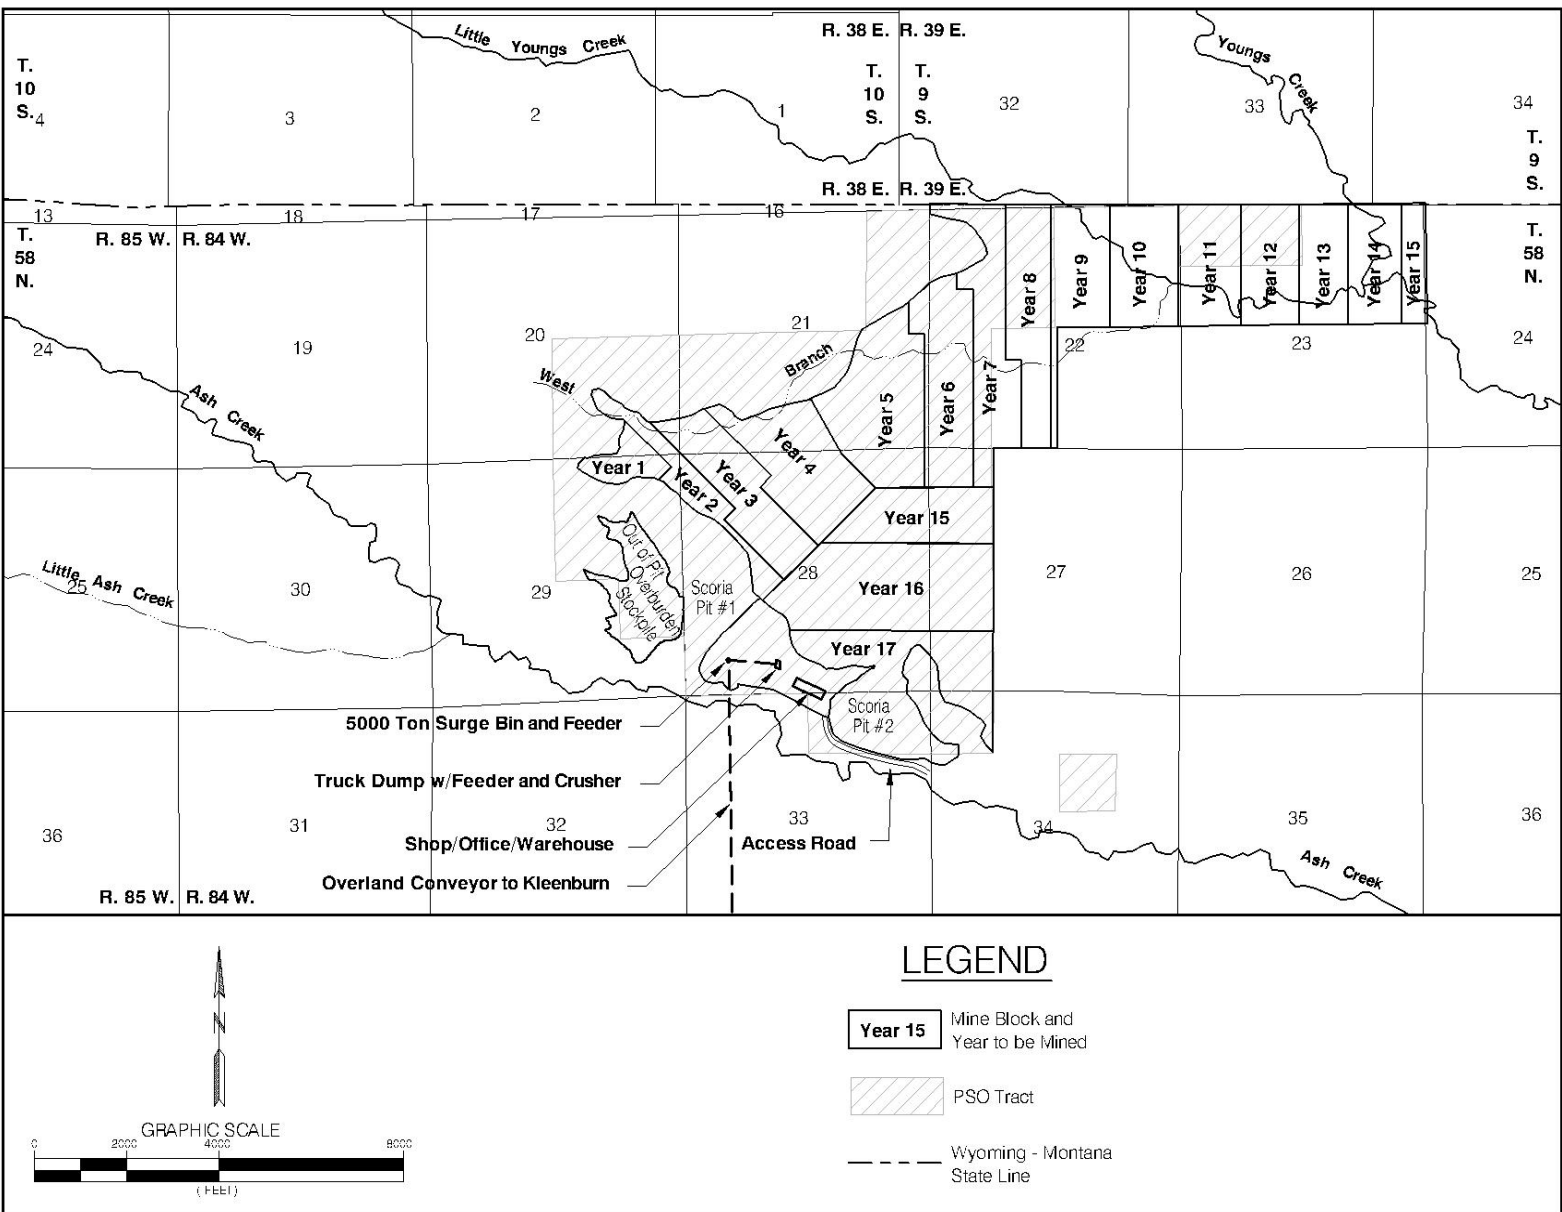 Little Youngs Creek
R. 38 E. R. 39 E.
Youngs Creek
T.
10
S.
4
3
2
1
T.
10
S.
T.
9
S.
32
33
34
T.
9
S.
R. 38 E. R. 39 E.
13
18
17
16
T.
58
N.
R. 85 W. R. 84 W.
T.
58
N.
Year 8
Year 9
Year 10
Year 11
Year 12
Year 13
Year 14
Year 15
24
19
20
21
22
23
24
West Branch
Ash Creek
Year 1
Year 2
Year 3
Year 4
Year 5
Year 6
Year 7
Year 15
Out of Pit
Overburden
Stockpile
Little Ash Creek
25
30
29
Scoria
Pit #1
28
27
26
25
Year 16
Year 17
Scoria
Pit #2
5000 Ton Surge Bin and Feeder
Truck Dump w/Feeder and Crusher
Shop/Office/Warehouse
Overland Conveyor to Kleenburn
Access Road
36
31
32
33
34
35
36
Ash Creek
R. 85 W. R. 84 W.
N
GRAPHIC SCALE
0 2000 4000 8000
( FEET )
LEGEND
Year 15
Mine Block and
Year to be Mined
PSO Tract
Wyoming - Montana
State Line